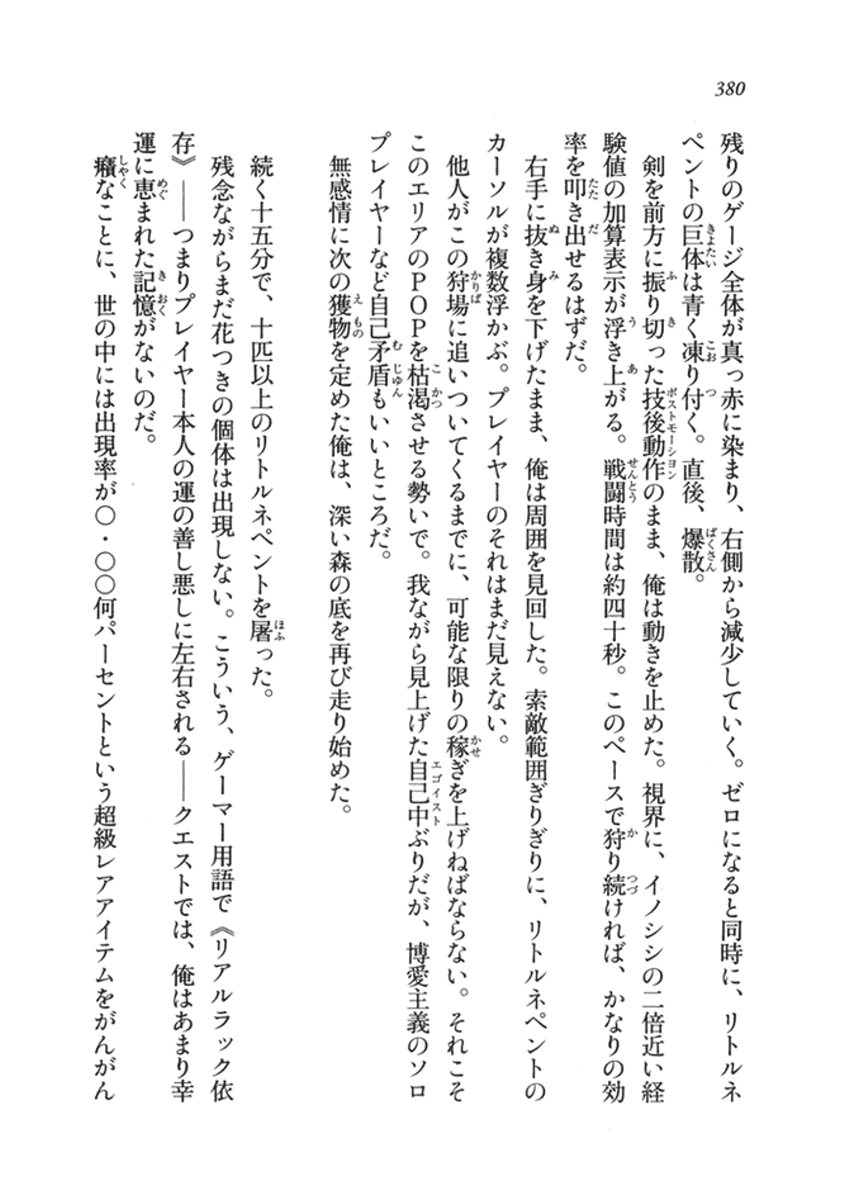 380
残りのゲージ全体が真っ赤に染まり、右側から減少していく。ゼロになると同時に、リトルネ
ペントの巨体は青く凍り付く。直後、爆散。
剣を前方に振り切った技後動作のまま、俺は動きを止めた。視界に、イノシシの二倍近い経
験値の加算表示が浮き上がる。戦闘時間は約四十秒。このペースで狩り続ければ、かなりの効
率を叩き出せるはずだ。
右手に抜き身を下げたまま、俺は周囲を見回した。索敵範囲ぎりぎりに、リトルネペントの
カーソルが複数浮かぶ。プレイヤーのそれはまだ見えない。
他人がこの狩場に追いついてくるまでに、可能な限りの稼ぎを上げねばならない。それこそ
このエリアのＰＯＰを枯渇させる勢いで。我ながら見上げた自己中ぶりだが、博愛主義のソロ
プレイヤーなど自己矛盾もいいところだ。
無感情に次の獲物を定めた俺は、深い森の底を再び走り始めた。
続く十五分で、十匹以上のリトルネペントを屠った。
残念ながらまだ花つきの個体は出現しない。こういう、ゲーマー用語で《リアルラック依
存》――つまりプレイヤー本人の運の善し悪しに左右される――クエストでは、俺はあまり幸
運に恵まれた記憶がないのだ。
癪なことに、世の中には出現率が〇・〇〇何パーセントという超級レアアイテムをがんがん